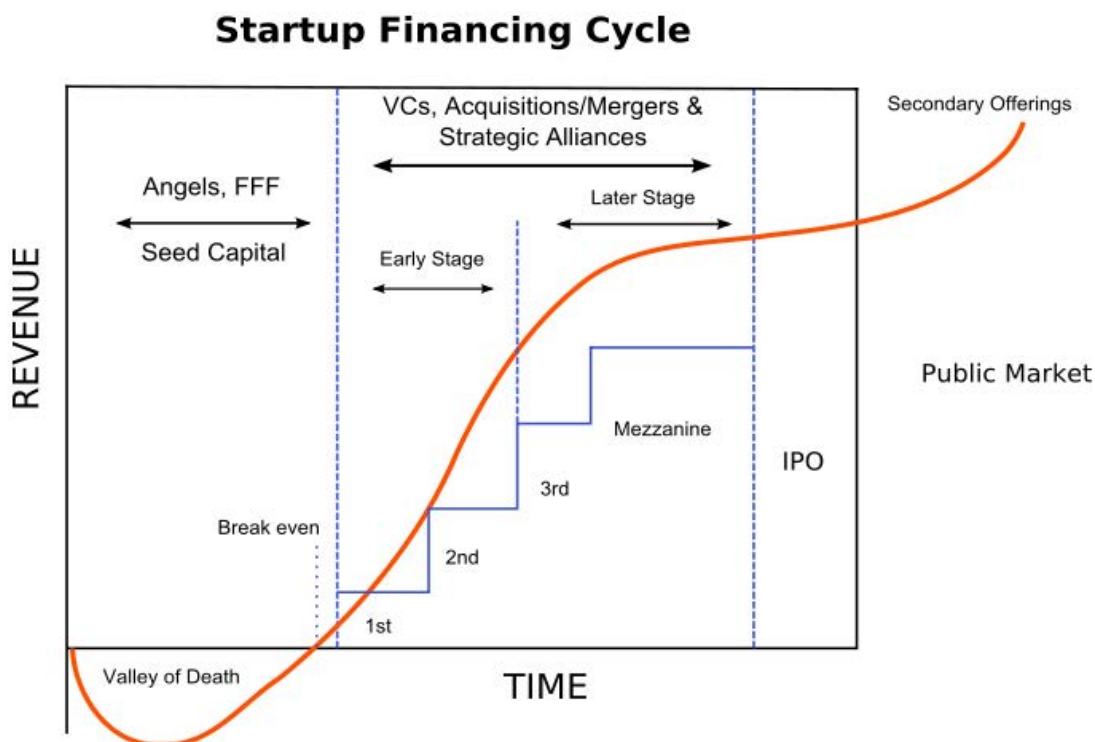 Startup Financing Cycle
VCs, Acquisitions/Mergers &
Strategic Alliances
Secondary Offerings
Angels, FFF
Seed Capital
Later Stage
Early Stage
REVENUE
Public Market
Mezzanine
IPO
3rd
Break even
2nd
1st
Valley of Death
TIME